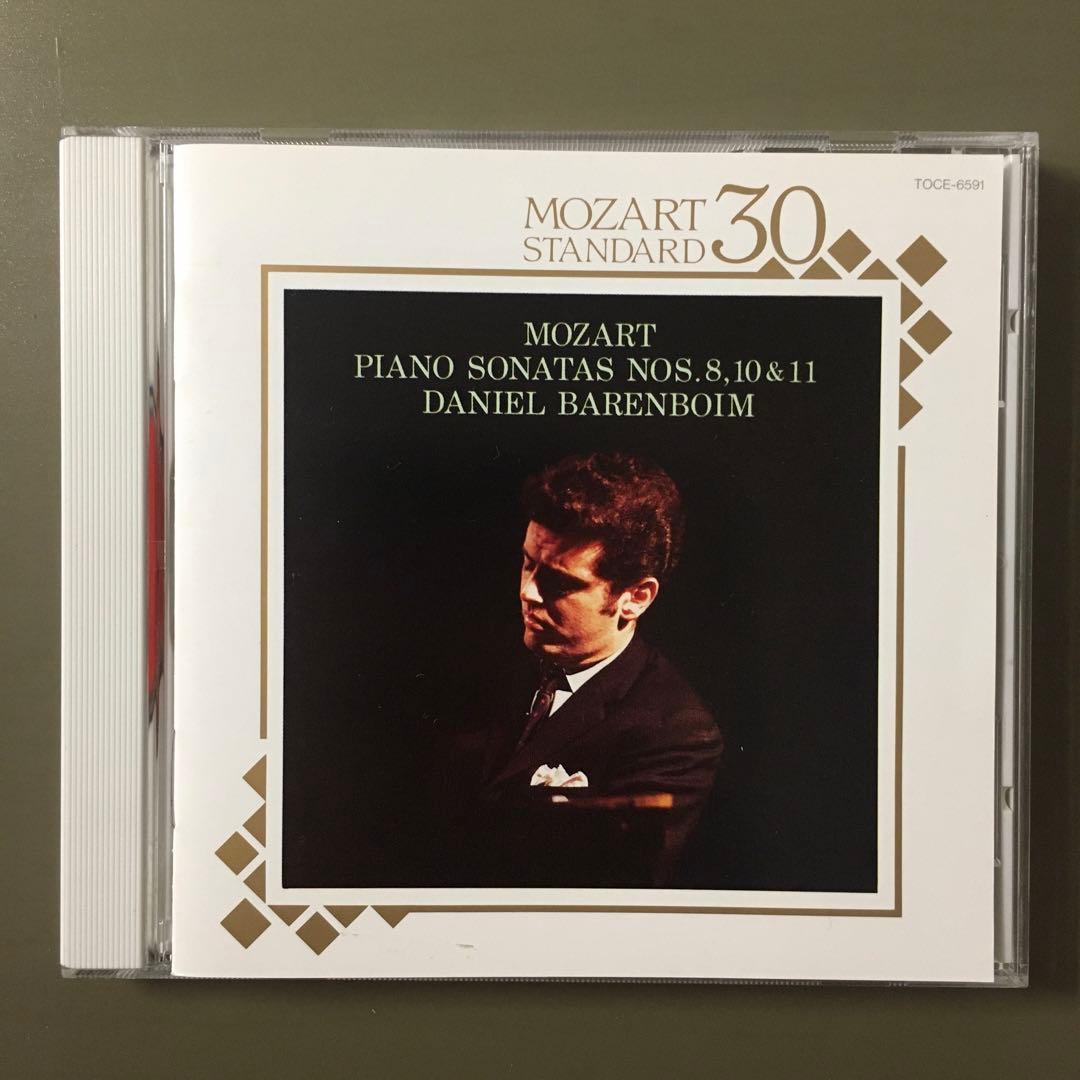 TOCE-6591
MOZART
STANDARD 30
MOZART
PIANO SONATAS NOS.8,10&11
DANIEL BARENBOIM